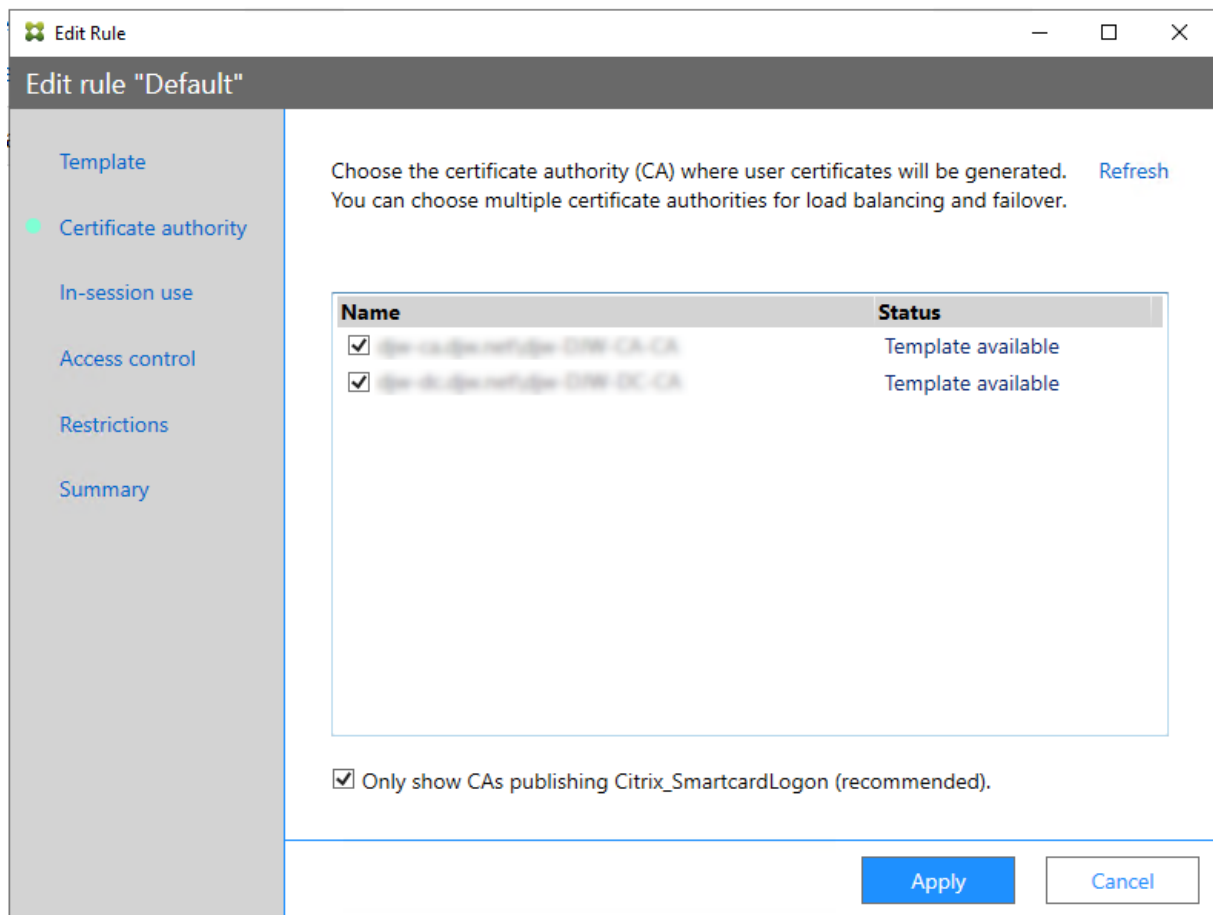 Edit Rule
Edit rule "Default"
Template
Certificate authority
In-session use
Access control
Restrictions
Summary
Choose the certificate authority (CA) where user certificates will be generated.
You can choose multiple certificate authorities for load balancing and failover.
Refresh
Name Status
Template available
Template available
Only show CAs publishing Citrix_SmartcardLogon (recommended).
Apply Cancel